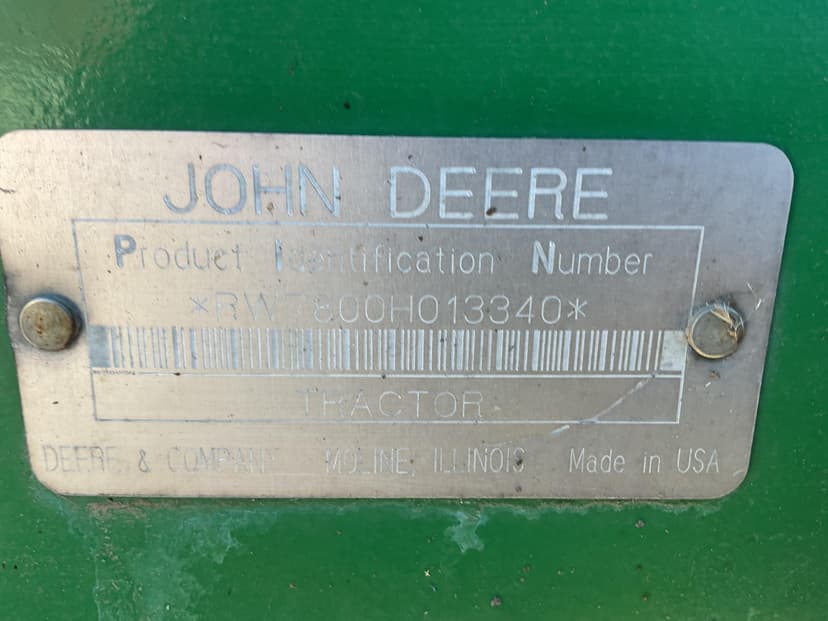 JOHN DEERE
Product Identification Number
*RW7800H013340*
TRACTOR
DEERE & COMPANY MOLINE, ILLINOIS Made in USA